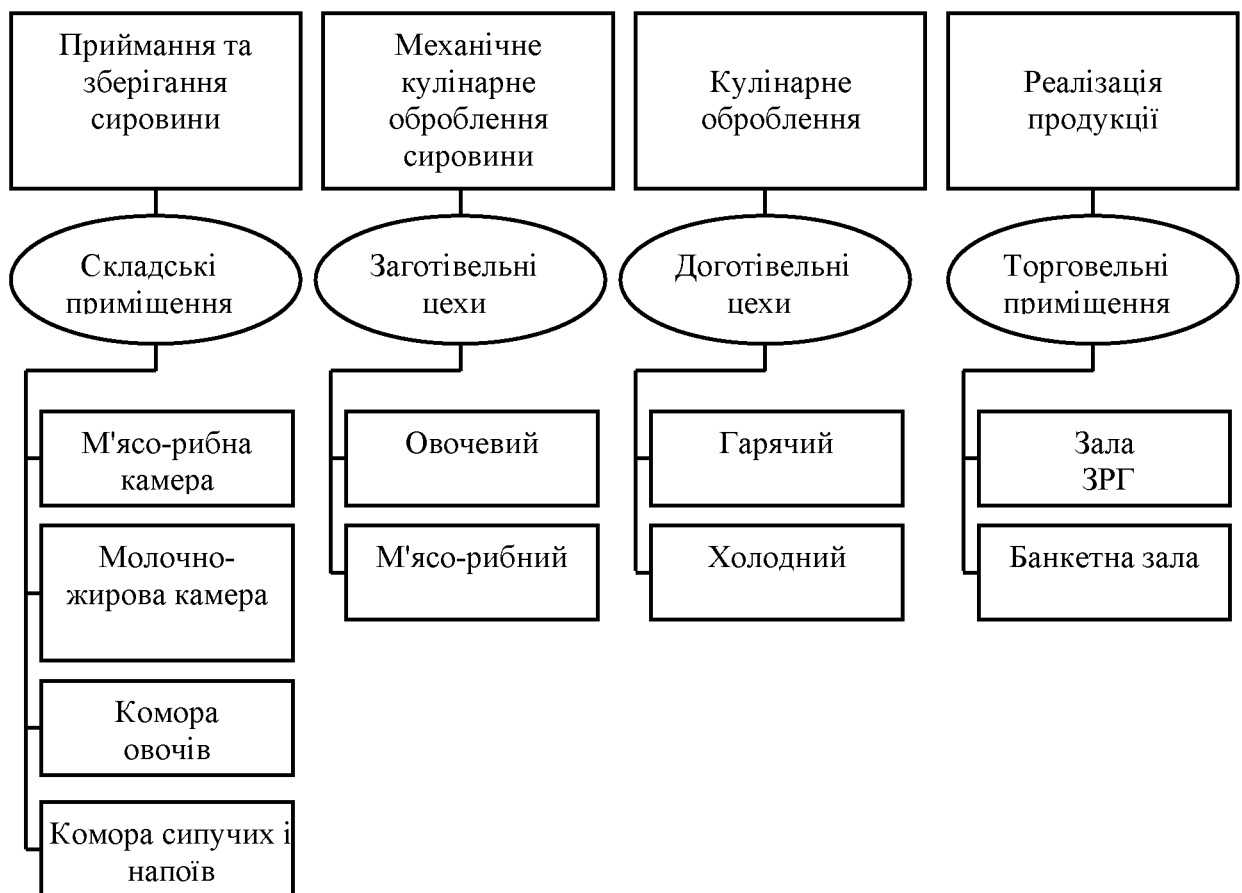 Приймання та
зберігання
сировини
Механічне
кулінарне
оброблення
сировини
Кулінарне
оброблення
Реалізація
продукції
Складські
приміщення
Заготівельні
цехи
Доготівельні
цехи
Торговельні
приміщення
М'ясо-рибна
камера
Молочно-
жирова камера
Комора
овочів
Комора сипучих і
напоїв
Овочевий
М'ясо-рибний
Гарячий
Холодний
Зала
ЗРГ
Банкетна зала